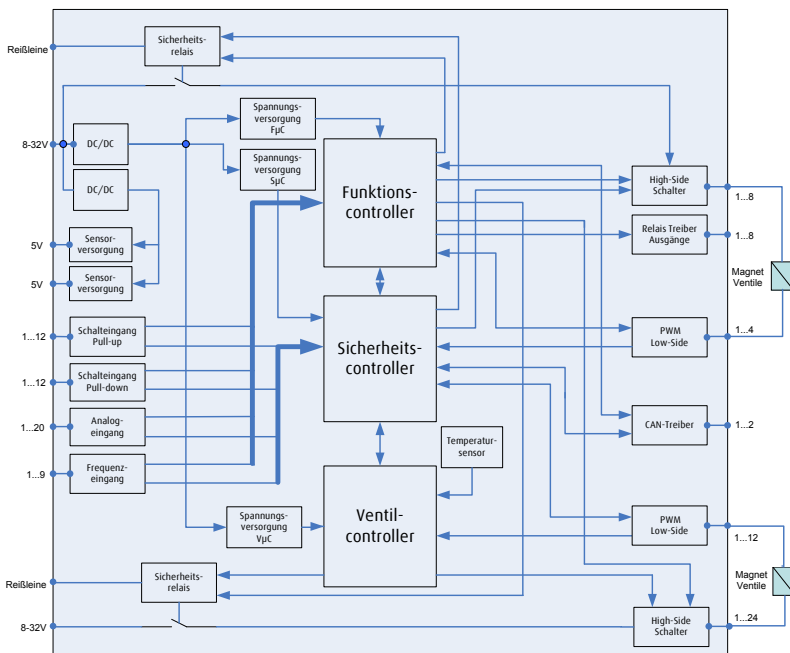 Reißleine
Sicherheits-
relais
8-32V
DC/DC
DC/DC
Spannungs-
versorgung
FµC
Spannungs-
versorgung
SµC
5V
Sensor-
versorgung
5V
Sensor-
versorgung
1...12
Schalteingang
Pull-up
1...12
Schalteingang
Pull-down
1...20
Analog-
eingang
1...9
Frequenz-
eingang
Funktions-
controller
Sicherheits-
controller
Ventil-
controller
Temperatur-
sensor
Spannungs-
versorgung
VµC
Reißleine
Sicherheits-
relais
8-32V
High-Side
Schalter
1...8
Relais Treiber
Ausgänge
1...8
Magnet
Ventile
PWM
Low-Side
1...4
CAN-Treiber
1...2
PWM
Low-Side
1...12
Magnet
Ventile
High-Side
Schalter
1...24